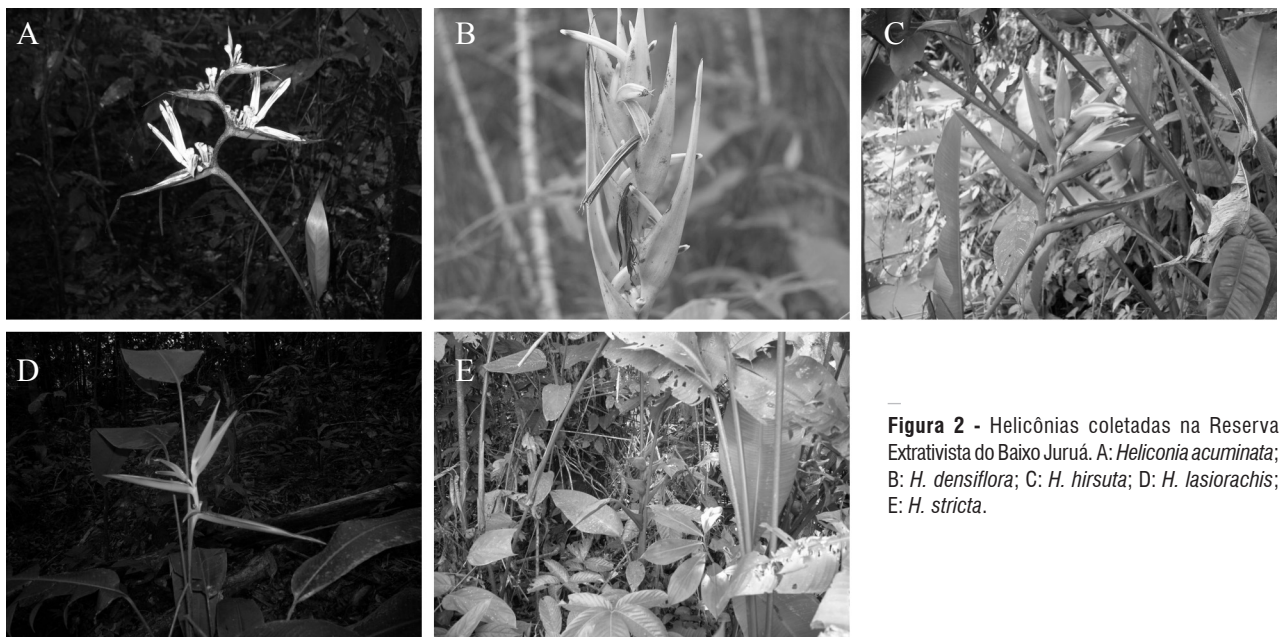 A
B
C
D
E
Figura 2 - Helicônias coletadas na Reserva
Extrativista do Baixo Juruá. A: Heliconia acuminata;
B: H. densiflora; C: H. hirsuta; D: H. lasiorachis;
E: H. stricta.